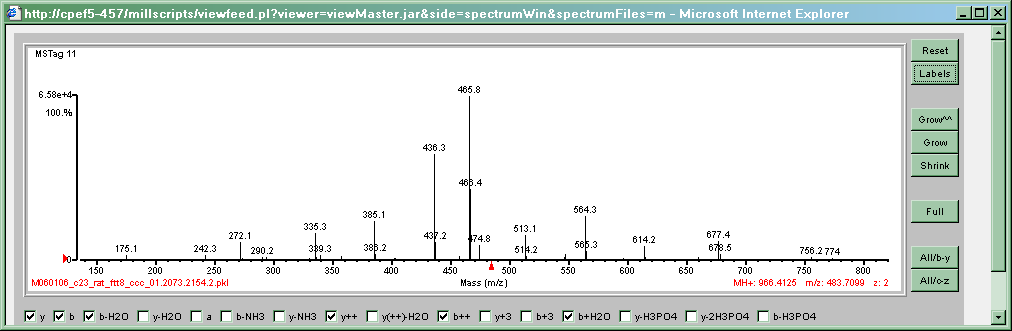 http://cpef5-457/millscripts/viewfeed.pl?viewer=viewMaster.jar&side=spectrumWin&spectrumFiles=m - Microsoft Internet Explorer
MSTag 11
Reset
Labels
Grow^^
Grow
Shrink
Full
All/b-y
All/c-z
6.58e+4
100.%
0
465.8
436.3
466.4
385.1
564.3
335.3
513.1
272.1
437.2
474.8
677.4
614.2
175.1
242.3
290.2
339.3
386.2
514.2
565.3
678.5
756.2
774
150 200 250 300 350 400 450 500 550 600 650 700 750 800
M060106_c23_rat_ftt8_ccc_01.2073.2154.2.pkl Mass (m/z) MH+: 966.4125 m/z: 483.7099 z: 2
y b b-H2O y-H2O a b-NH3 y-NH3 y++ y(++)-H2O b++ y+3 b+3 b+H2O y-H3PO4 y-2H3PO4 b-H3PO4